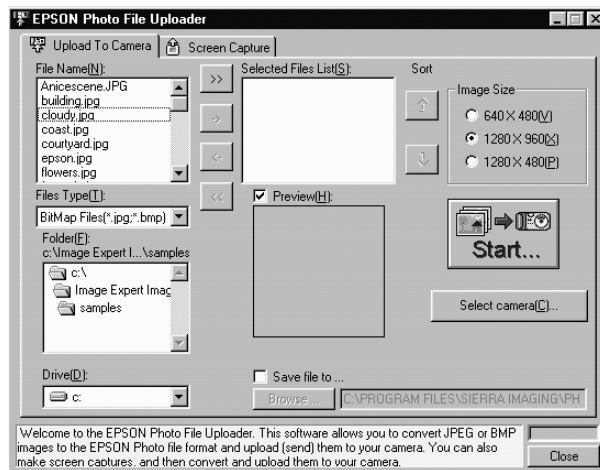 EPSON Photo File Uploader
Upload To Camera
Screen Capture
File Name(N):
Anicescene.JPG
building.jpg
cloudy.jpg
coast.jpg
courtyard.jpg
epson.jpg
flowers.jpg
>>
->
<-
<<
Selected Files List(S):
Sort
Image Size
640 X 480(V)
1280 X 960(X)
1280 X 480(P)
Files Type(T):
BitMap Files(*.jpg;*.bmp)
Preview(H):
Folder(F):
c:\Image Expert I...\samples
c:\
Image Expert Imag
samples
Start...
Select camera(C)...
Drive(D):
c:
Save file to ...
Browse ...
C:\PROGRAM FILES\SIERRA IMAGING\PH
Welcome to the EPSON Photo File Uploader. This software allows you to convert JPEG or BMP
images to the EPSON Photo file format and upload (send) them to your camera. You can also
make screen captures, and then convert and upload them to your camera.
Close